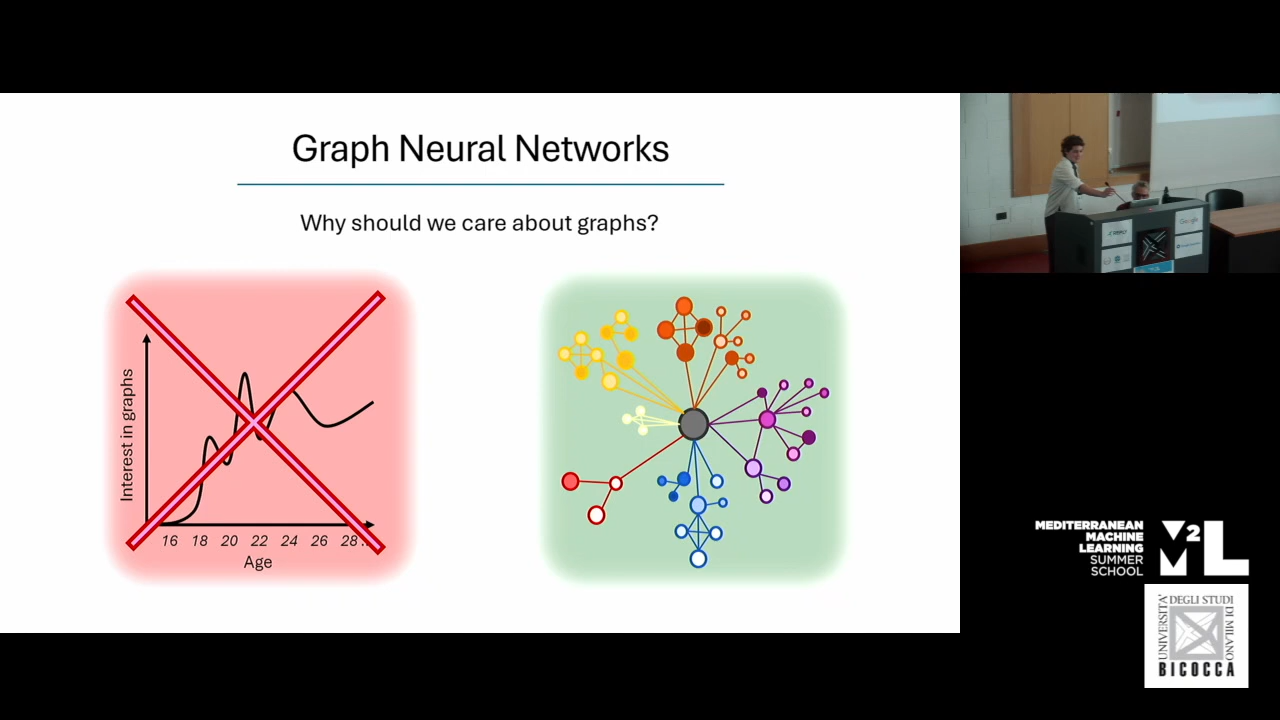 Graph Neural Networks
Why should we care about graphs?
Interest in graphs
16 18 20 22 24 26 28
Age
MEDITERRANEAN
MACHINE
LEARNING
SUMMER
SCHOOL
M2L
UNIVERSITÀ
DEGLI STUDI
DI MILANO
BICOCCA
Google